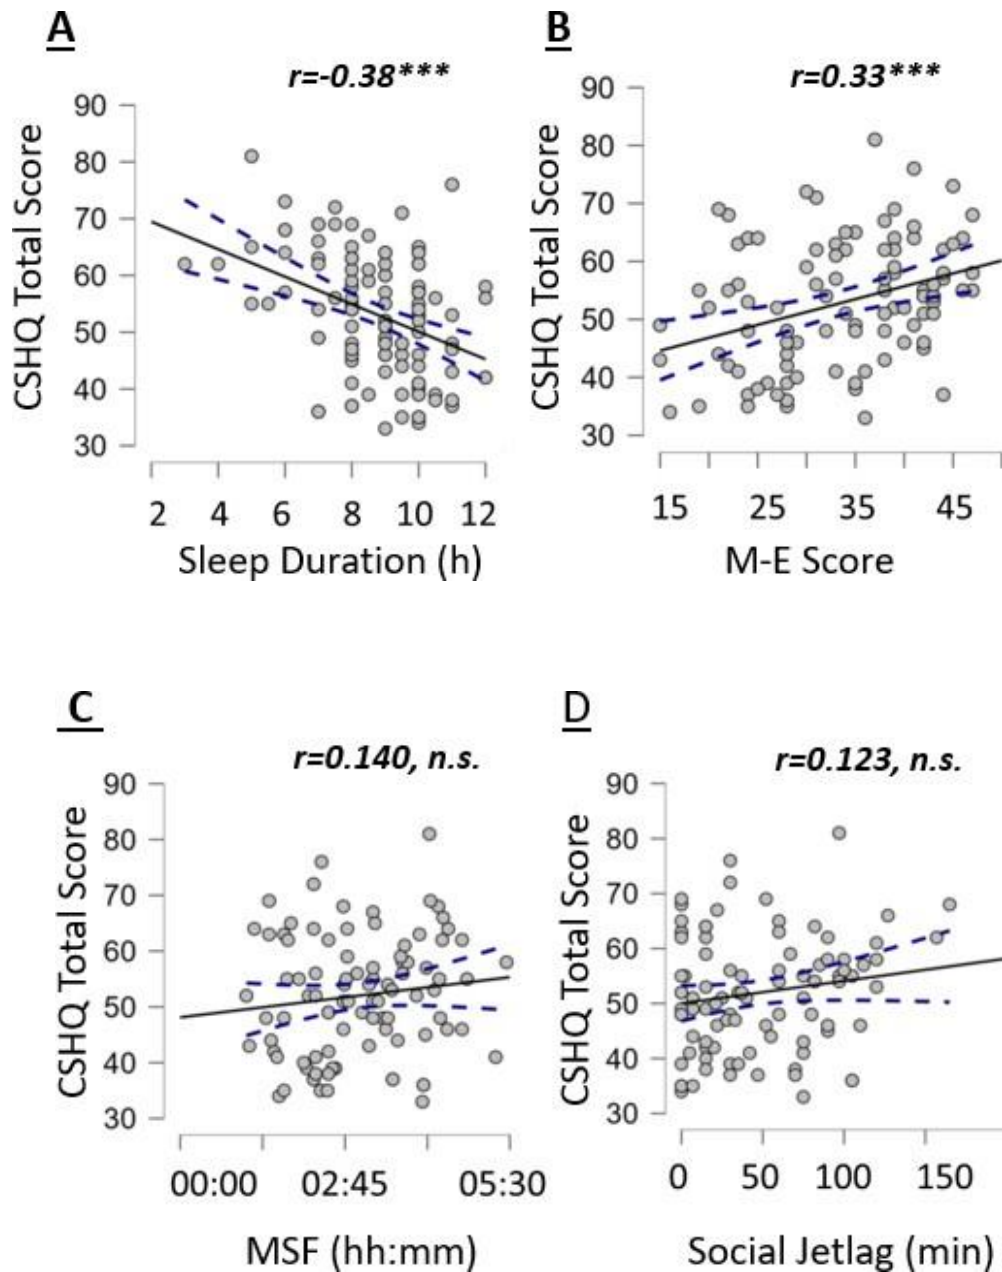 A
r=-0.38***
CSHQ Total Score
90
80
70
60
50
40
30
2 4 6 8 10 12
Sleep Duration (h)
B
r=0.33***
CSHQ Total Score
90
80
70
60
50
40
30
15 25 35 45
M-E Score
C
r=0.140, n.s.
CSHQ Total Score
90
80
70
60
50
40
30
00:00 02:45 05:30
MSF (hh:mm)
D
r=0.123, n.s.
CSHQ Total Score
90
80
70
60
50
40
30
0 50 100 150
Social Jetlag (min)